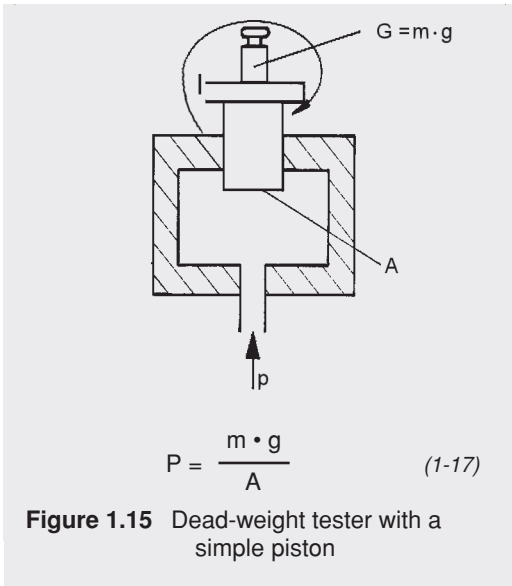 G =m·g
A
p
P = m • g / A (1-17)
Figure 1.15 Dead-weight tester with a
simple piston